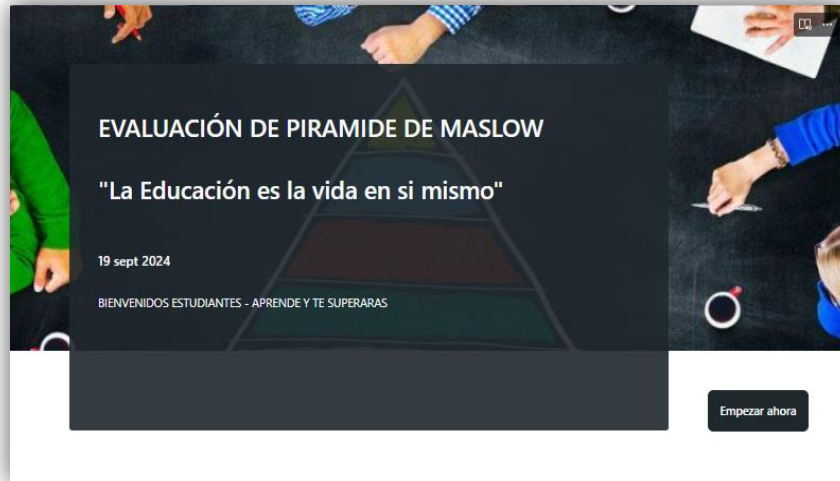 EVALUACIÓN DE PIRAMIDE DE MASLOW
"La Educación es la vida en si mismo"
19 sept 2024
BIENVENIDOS ESTUDIANTES - APRENDE Y TE SUPERARAS
Empezar ahora